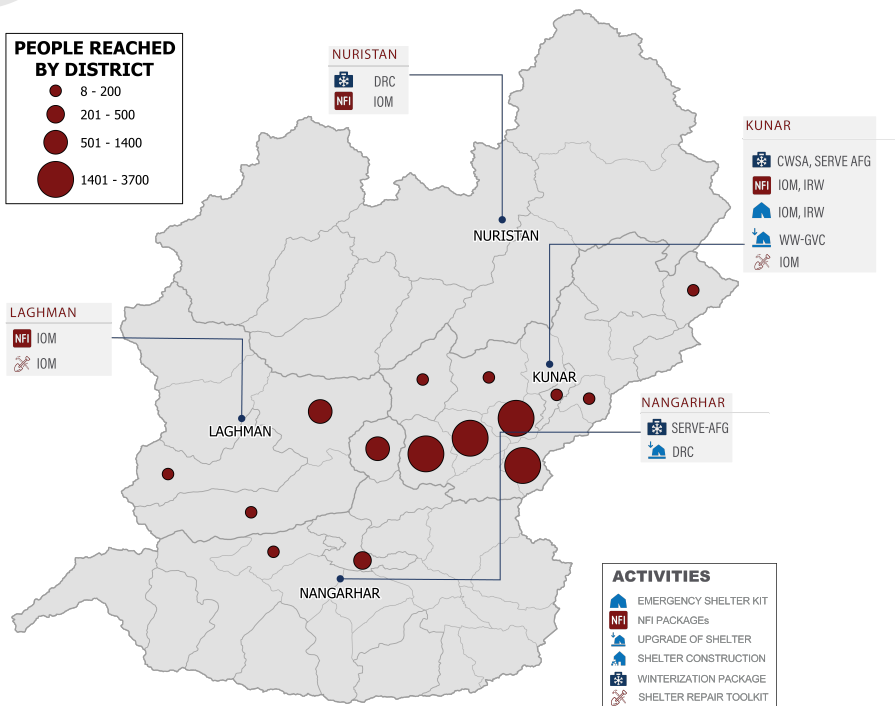 PEOPLE REACHED
BY DISTRICT
8 - 200
201 - 500
501 - 1400
1401 - 3700
NURISTAN
DRC
NFI IOM
KUNAR
CWSA, SERVE AFG
NFI IOM, IRW
IOM, IRW
WW-GVC
IOM
NURISTAN
LAGHMAN
NFI IOM
IOM
KUNAR
LAGHMAN
NANGARHAR
SERVE-AFG
DRC
NANGARHAR
ACTIVITIES
EMERGENCY SHELTER KIT
NFI NFI PACKAGEs
UPGRADE OF SHELTER
SHELTER CONSTRUCTION
WINTERIZATION PACKAGE
SHELTER REPAIR TOOLKIT